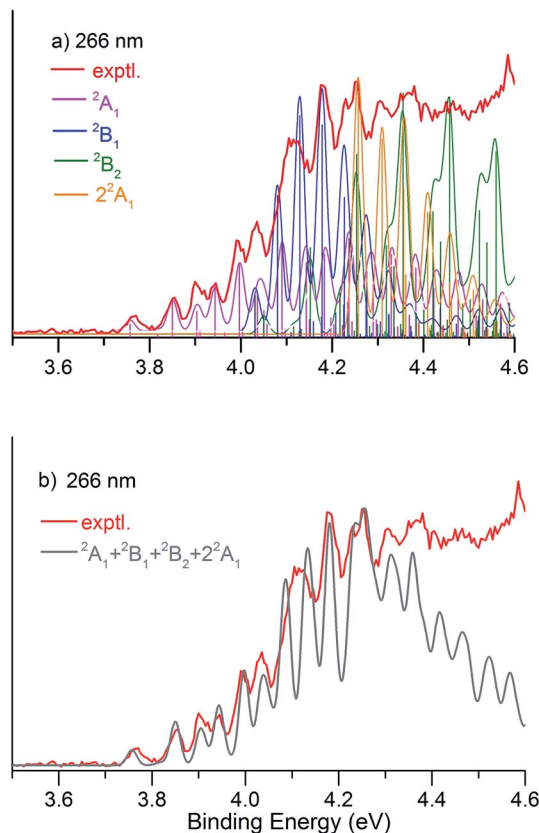 a) 266 nm
exptl.
²A₁
²B₁
²B₂
2²A₁
3.6 3.8 4.0 4.2 4.4 4.6
b) 266 nm
exptl.
²A₁+²B₁+²B₂+2²A₁
3.6 3.8 4.0 4.2 4.4 4.6
Binding Energy (eV)